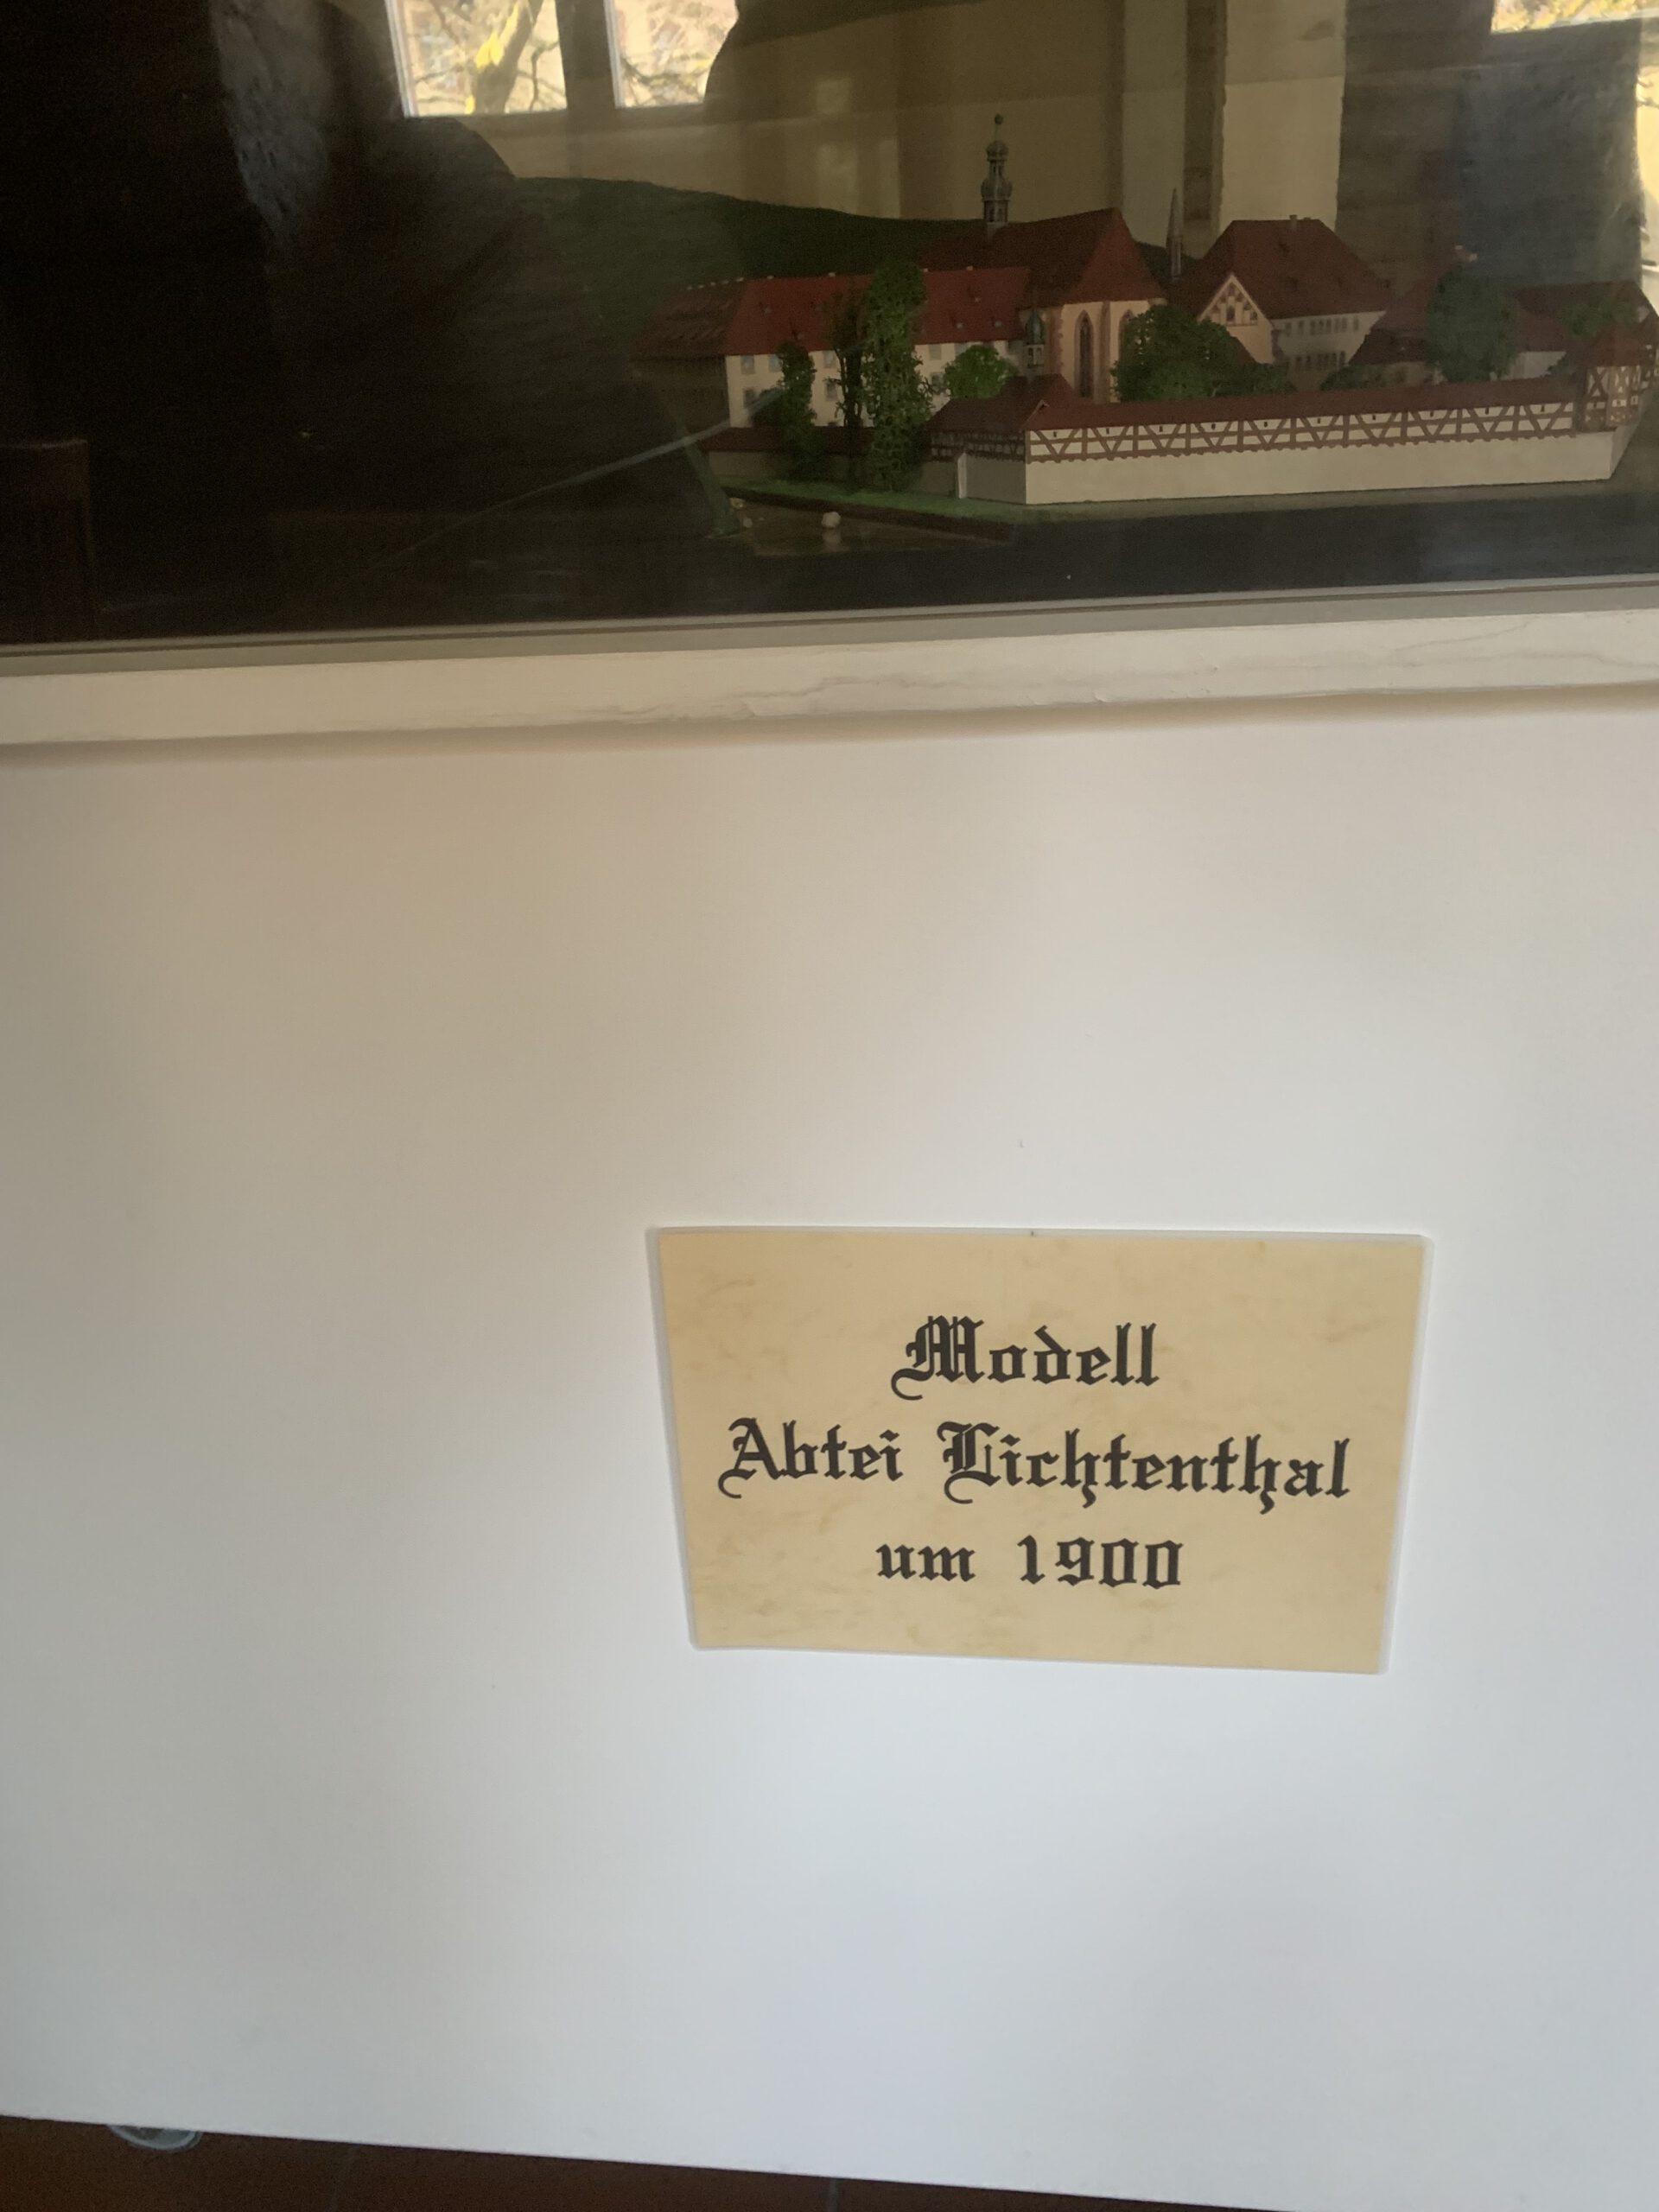 Modell
Abtei Lichtenthal
um 1900